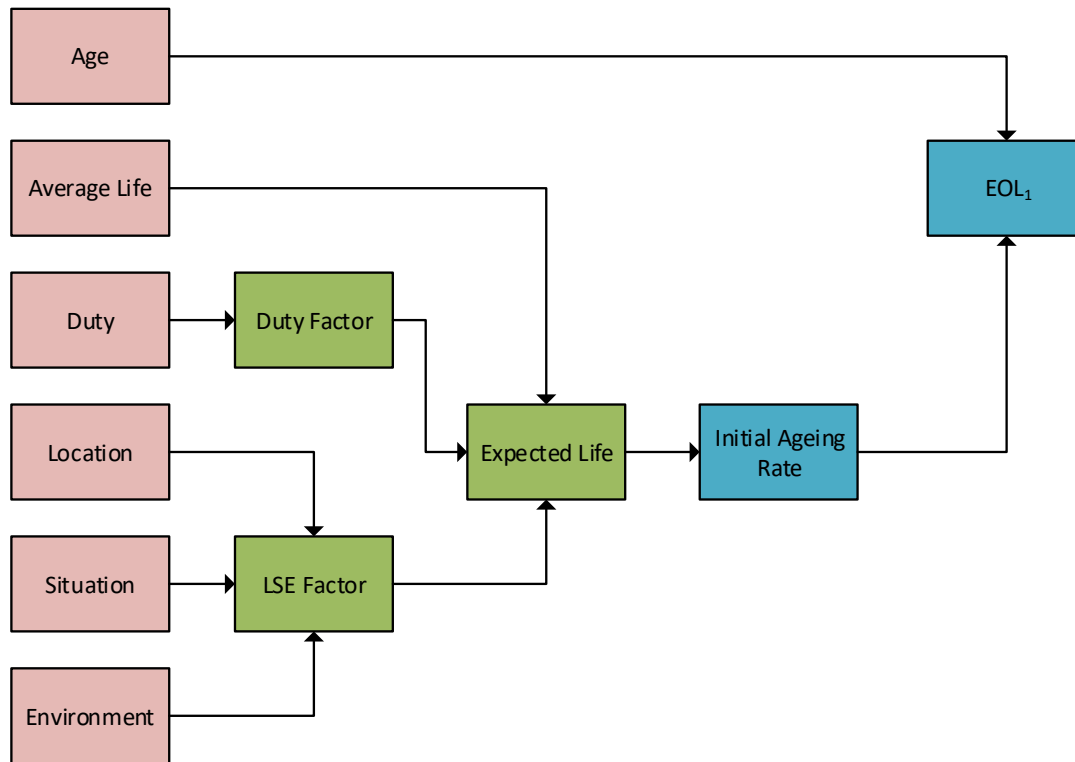 Age
Average Life
EOL₁
Duty
Duty Factor
Location
Expected Life
Initial Ageing
Rate
Situation
LSE Factor
Environment